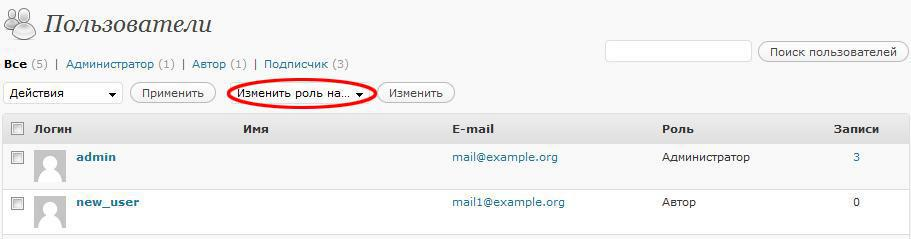 Пользователи
Поиск пользователей
Все (5) | Администратор (1) | Автор (1) | Подписчик (3)
Действия Применить Изменить роль на... Изменить
Логин Имя E-mail Роль Записи
admin mail@example.org Администратор 3
new_user mail1@example.org Автор 0